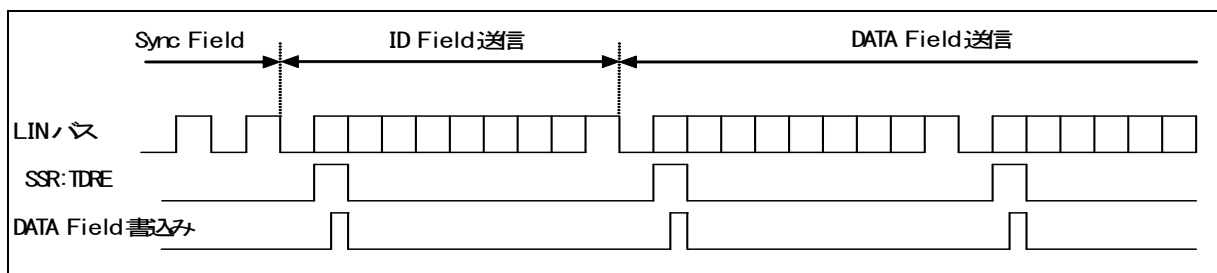 Sync Field
ID Field送信
DATA Field送信
LINバス
SSR:TDRE
DATA Field書込み